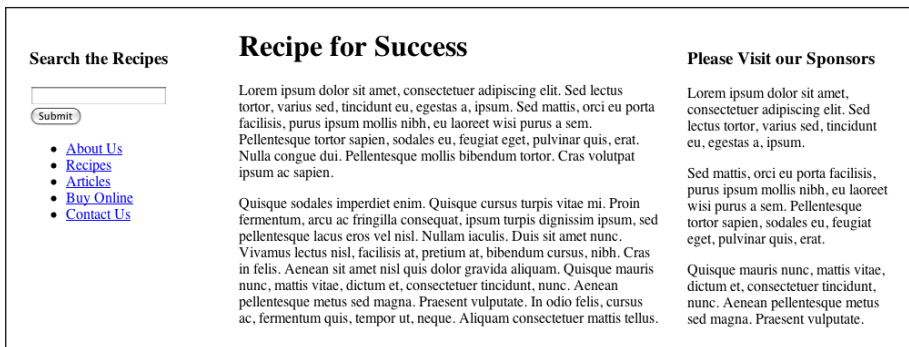 Search the Recipes
Submit
About Us
Recipes
Articles
Buy Online
Contact Us
Recipe for Success
Lorem ipsum dolor sit amet, consectetuer adipiscing elit. Sed lectus
tortor, varius sed, tincidunt eu, egestas a, ipsum. Sed mattis, orci eu porta
facilisis, purus ipsum mollis nibh, eu laoreet wisi purus a sem.
Pellentesque tortor sapien, sodales eu, feugiat eget, pulvinar quis, erat.
Nulla congue dui. Pellentesque mollis bibendum tortor. Cras volutpat
ipsum ac sapien.
Quisque sodales imperdiet enim. Quisque cursus turpis vitae mi. Proin
fermentum, arcu ac fringilla consequat, ipsum turpis dignissim ipsum, sed
pellentesque lacus eros vel nisl. Nullam iaculis. Duis sit amet nunc.
Vivamus lectus nisl, facilisis at, pretium at, bibendum cursus, nibh. Cras
in felis. Aenean sit amet nisl quis dolor gravida aliquam. Quisque mauris
nunc, mattis vitae, dictum et, consectetuer tincidunt, nunc. Aenean
pellentesque metus sed magna. Praesent vulputate. In odio felis, cursus
ac, fermentum quis, tempor ut, neque. Aliquam consectetuer mattis tellus.
Please Visit our Sponsors
Lorem ipsum dolor sit amet,
consectetuer adipiscing elit. Sed
lectus tortor, varius sed, tincidunt
eu, egestas a, ipsum.
Sed mattis, orci eu porta facilisis,
purus ipsum mollis nibh, eu laoreet
wisi purus a sem. Pellentesque
tortor sapien, sodales eu, feugiat
eget, pulvinar quis, erat.
Quisque mauris nunc, mattis vitae,
dictum et, consectetuer tincidunt,
nunc. Aenean pellentesque metus
sed magna. Praesent vulputate.